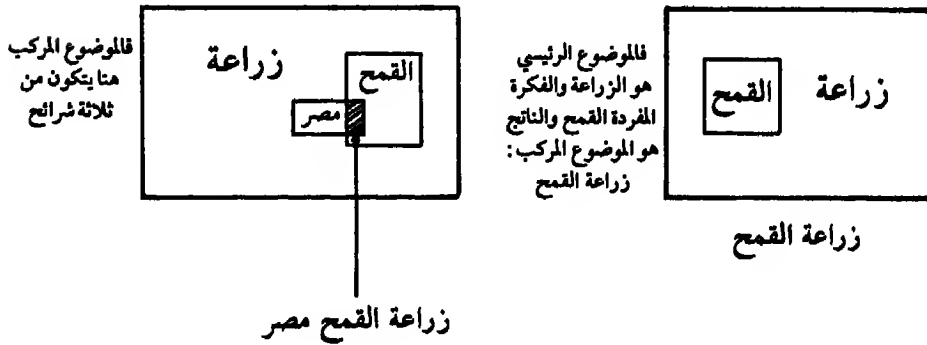 زراعة
القمح
فالموضوع الرئيسي
هو الزراعة والفكرة
المفردة القمح والناتج
هو الموضوع المركب :
زراعة القمح
زراعة القمح
زراعة
القمح
مصر
فالموضوع المركب
هنا يتكون من
ثلاثة شرائح
زراعة القمح مصر